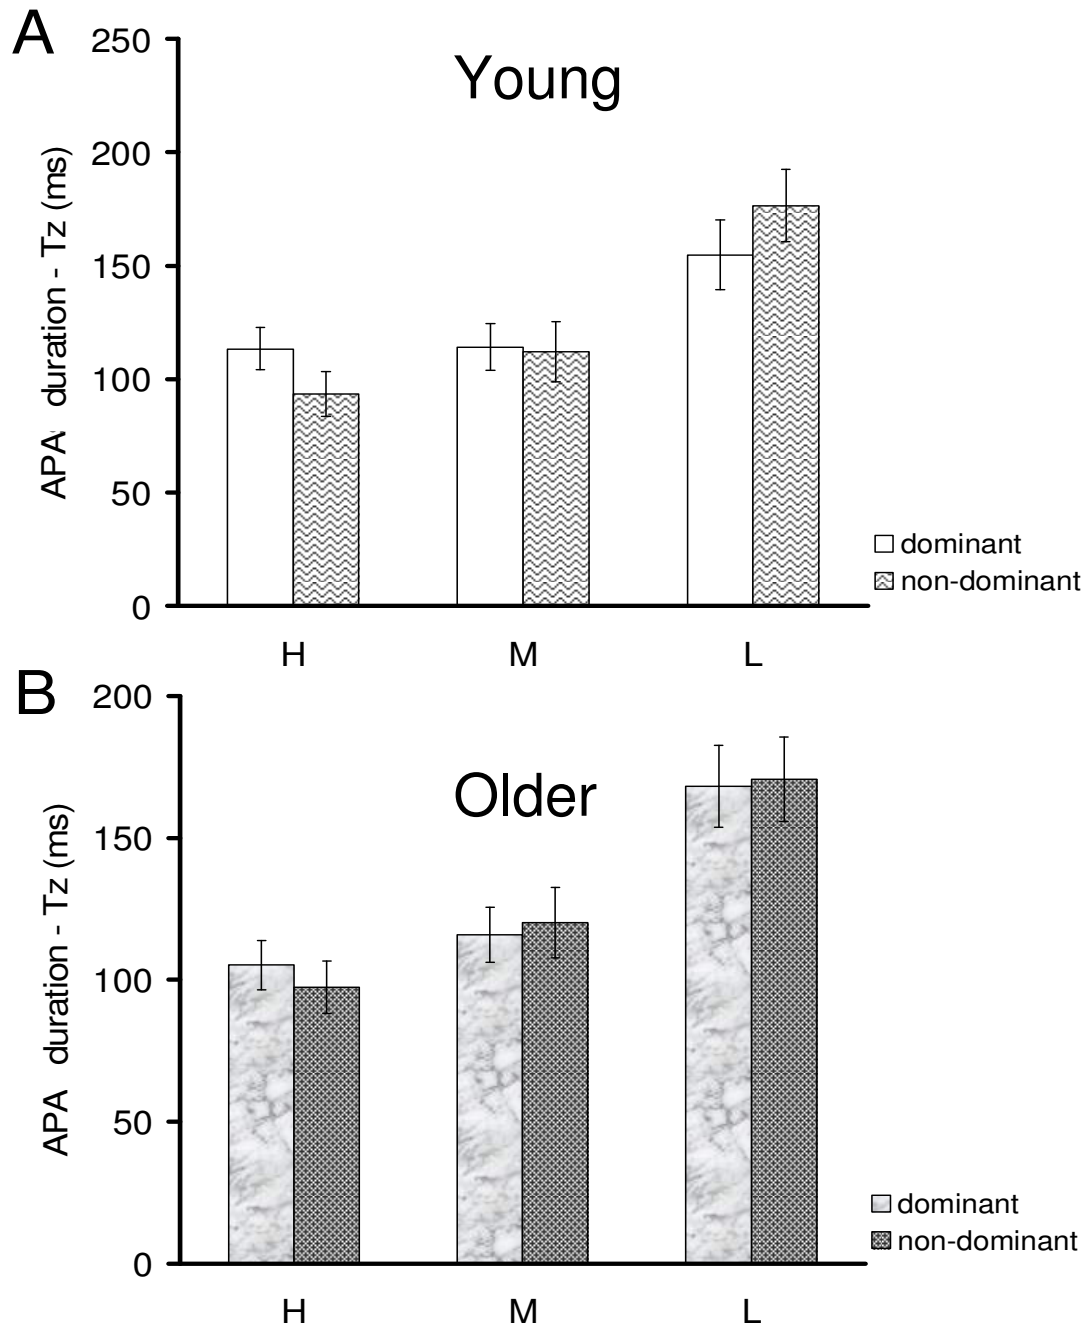 A
Young
250
200
150
100
50
0
APA duration - Tz (ms)
H M L
dominant
non-dominant
B
Older
200
150
100
50
0
APA duration - Tz (ms)
H M L
dominant
non-dominant